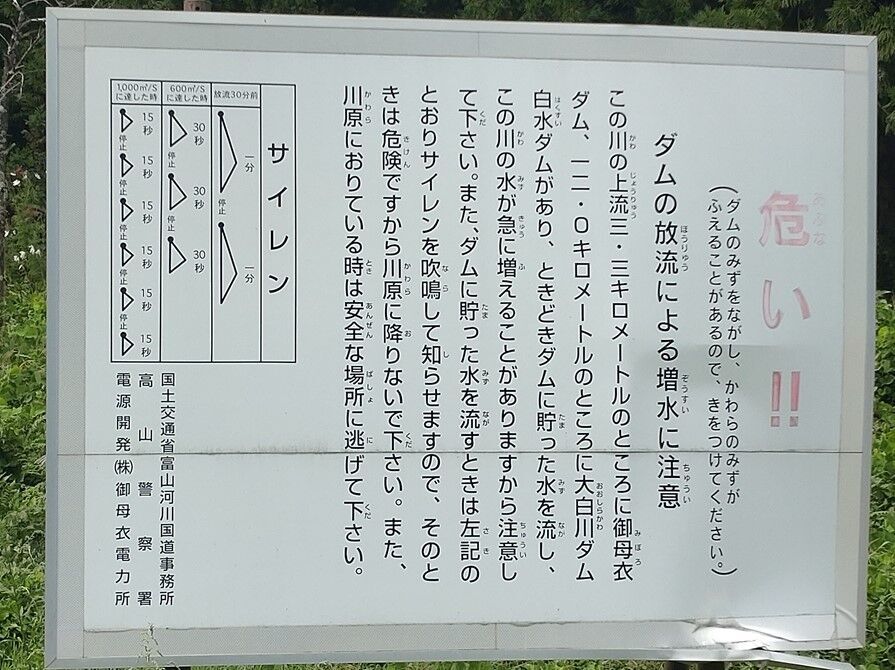 危い!!
(ダムのみずをながし、かわらのみずが
ふえることがあるので、きをつけてください。)
ダムの放流による増水に注意
この川の上流三・三キロメートルのところに御母衣
ダム、一二・〇キロメートルのところに大白川ダム
白水ダムがあり、ときどきダムに貯った水を流し、
この川の水が急に増えることがありますから注意し
て下さい。また、ダムに貯った水を流すときは左記の
とおりサイレンを吹鳴して知らせますので、そのと
きは危険ですから川原に降りないで下さい。また、
川原におりている時は安全な場所に逃げて下さい。
サイレン
放流30分前
一分
停止
一分
600㎥/S
に達した時
30秒
停止
30秒
停止
30秒
1,000㎥/S
に達した時
15秒
停止
15秒
停止
15秒
停止
15秒
停止
15秒
停止
15秒
国土交通省富山河川国道事務所
高山警察署
電源開発(株)御母衣電力所